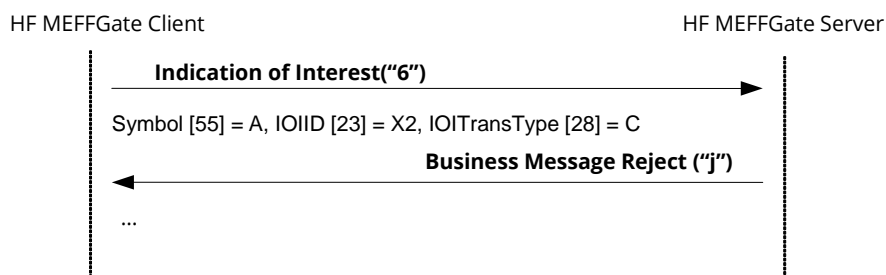 HF MEFFGate Client
HF MEFFGate Server
Indication of Interest(“6”)
Symbol [55] = A, IOIID [23] = X2, IOITransType [28] = C
Business Message Reject (“j”)
...